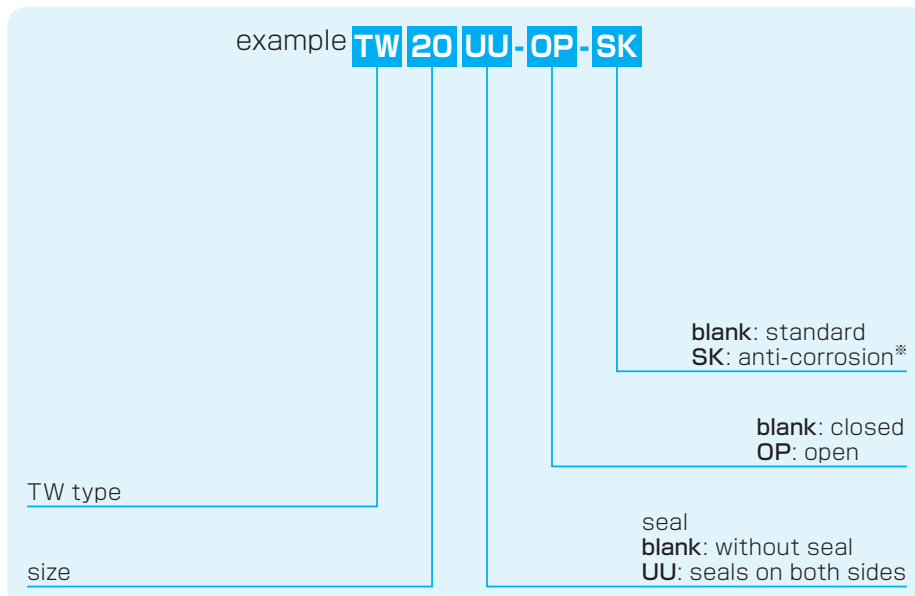 example TW 20 UU-OP-SK
blank: standard
SK: anti-corrosion※
blank: closed
OP: open
TW type
seal
blank: without seal
UU: seals on both sides
size